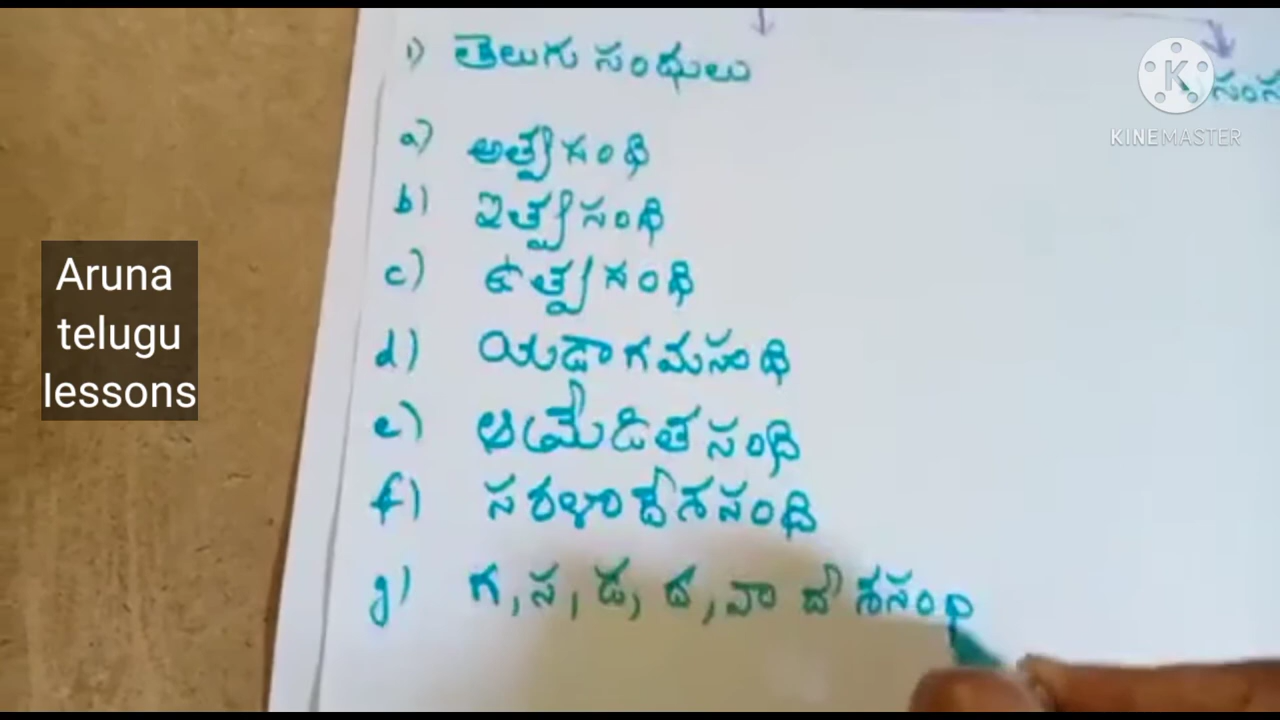 1) తెలుగు సంధులు
సంస
a) అత్వసంధి
b) ఇత్వసంధి
c) ఉత్వసంధి
d) యడాగమసంధి
e) ఆమ్రేడితసంధి
f) సరళాదేశసంధి
g) గ, స, డ, ద, వా దేశసంధి
Aruna
telugu
lessons
K
KINEMASTER